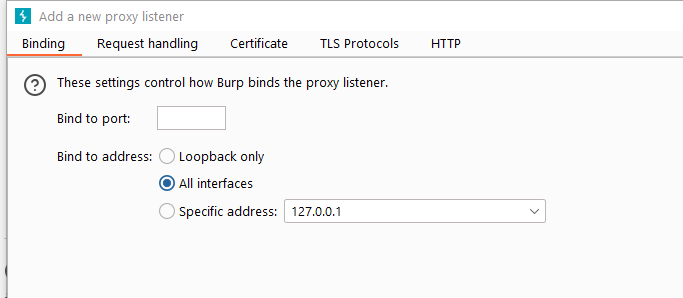 Add a new proxy listener
Binding Request handling Certificate TLS Protocols HTTP
These settings control how Burp binds the proxy listener.
Bind to port:
Bind to address: Loopback only
All interfaces
Specific address: 127.0.0.1